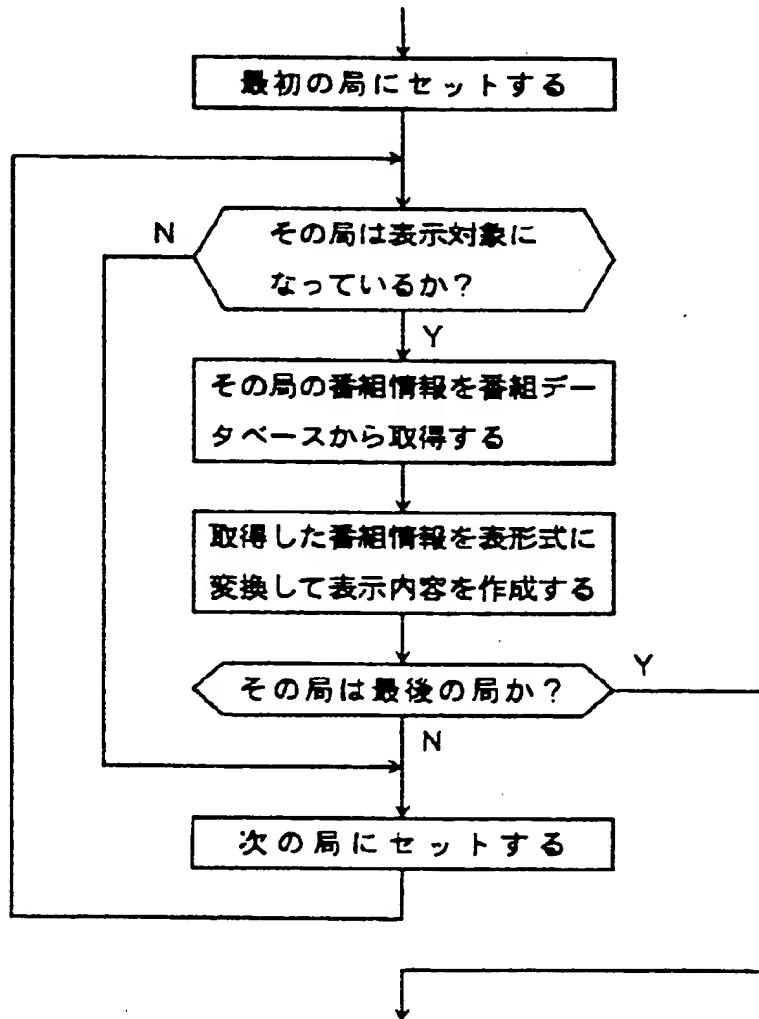 最初の局にセットする
N
その局は表示対象に
なっているか？
Y
その局の番組情報を番組デー
タベースから取得する
取得した番組情報を表形式に
変換して表示内容を作成する
Y
その局は最後の局か？
N
次の局にセットする